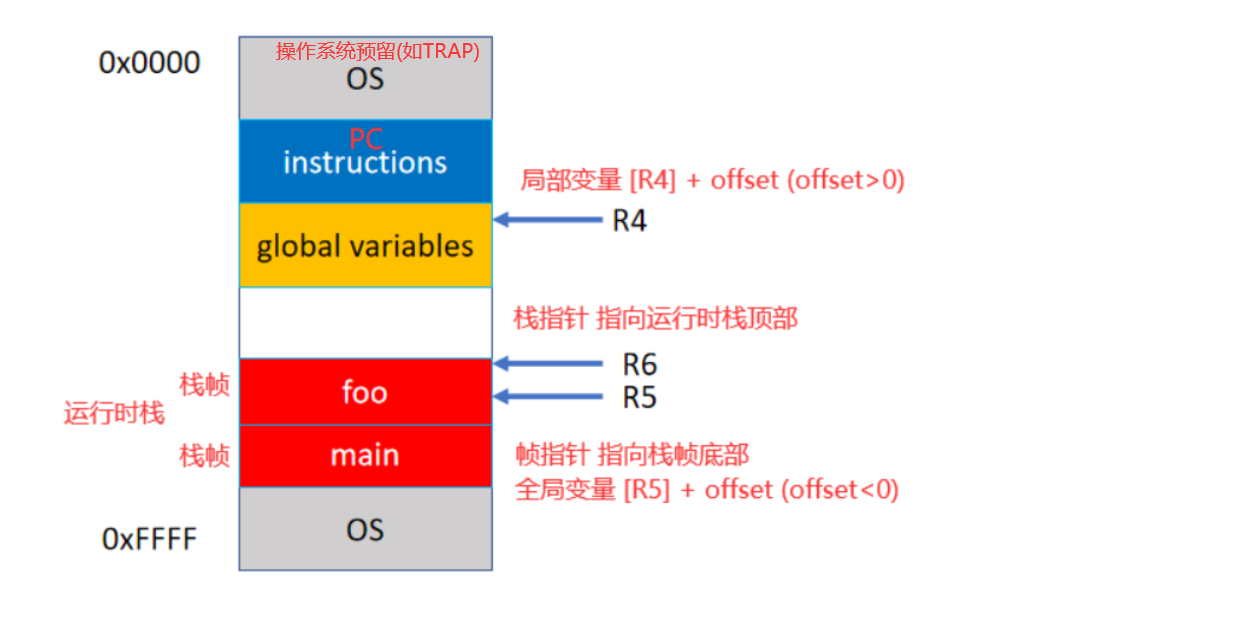 0x0000
操作系统预留(如TRAP)
OS
PC
instructions
局部变量 [R4] + offset (offset>0)
R4
global variables
栈指针 指向运行时栈顶部
R6
栈帧
foo
R5
运行时栈
栈帧
main
帧指针 指向栈帧底部
全局变量 [R5] + offset (offset<0)
0xFFFF
OS